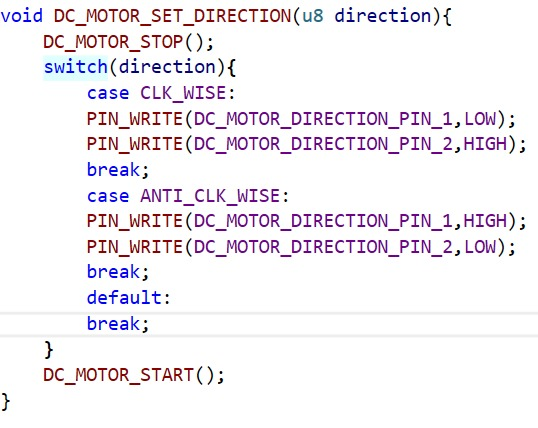 void DC_MOTOR_SET_DIRECTION(u8 direction){
    DC_MOTOR_STOP();
    switch(direction){
        case CLK_WISE:
        PIN_WRITE(DC_MOTOR_DIRECTION_PIN_1,LOW);
        PIN_WRITE(DC_MOTOR_DIRECTION_PIN_2,HIGH);
        break;
        case ANTI_CLK_WISE:
        PIN_WRITE(DC_MOTOR_DIRECTION_PIN_1,HIGH);
        PIN_WRITE(DC_MOTOR_DIRECTION_PIN_2,LOW);
        break;
        default:
        break;
    }
    DC_MOTOR_START();
}